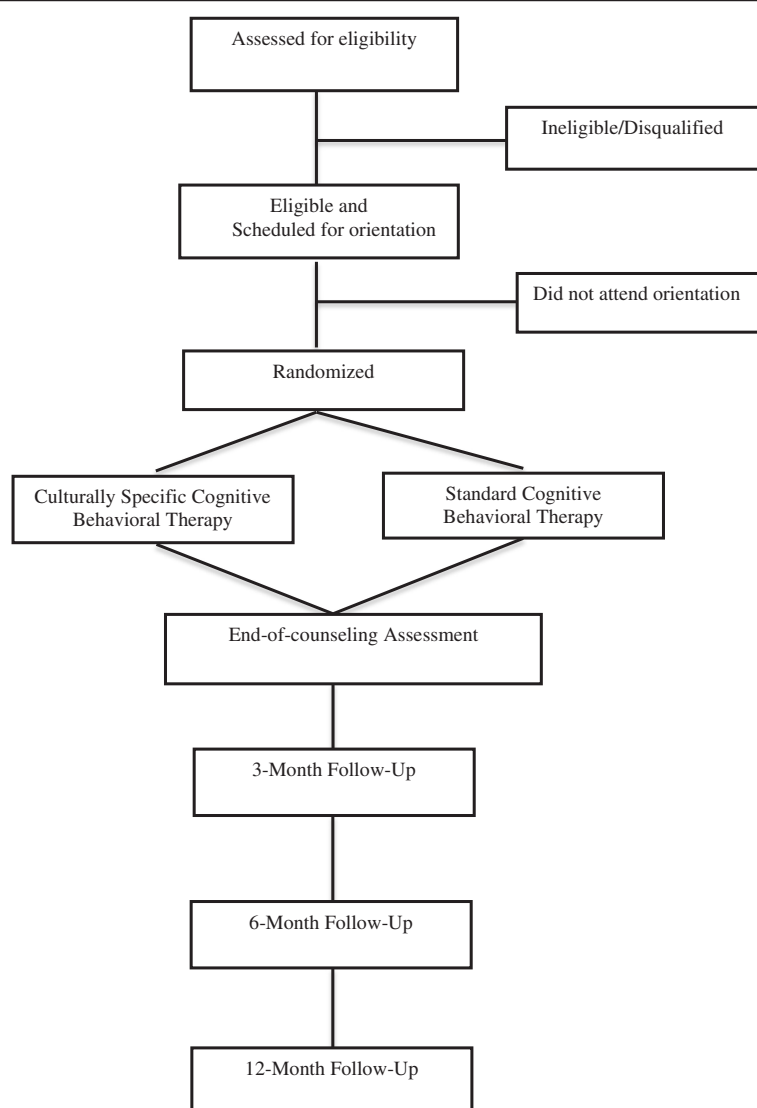 Assessed for eligibility
Ineligible/Disqualified
Eligible and
Scheduled for orientation
Did not attend orientation
Randomized
Culturally Specific Cognitive
Behavioral Therapy
Standard Cognitive
Behavioral Therapy
End-of-counseling Assessment
3-Month Follow-Up
6-Month Follow-Up
12-Month Follow-Up